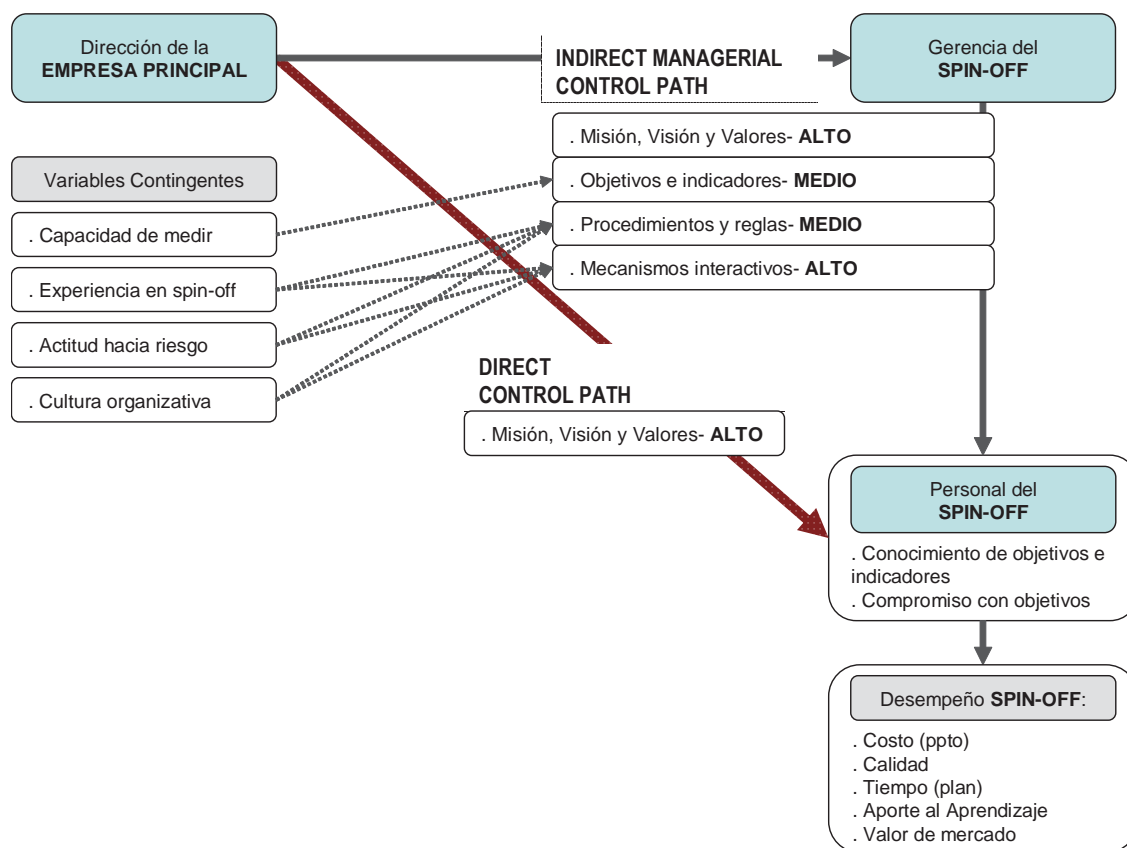 Dirección de la
EMPRESA PRINCIPAL
INDIRECT MANAGERIAL
CONTROL PATH
Gerencia del
SPIN-OFF
. Misión, Visión y Valores- ALTO
. Objetivos e indicadores- MEDIO
. Procedimientos y reglas- MEDIO
. Mecanismos interactivos- ALTO
Variables Contingentes
. Capacidad de medir
. Experiencia en spin-off
. Actitud hacia riesgo
. Cultura organizativa
DIRECT
CONTROL PATH
. Misión, Visión y Valores- ALTO
Personal del
SPIN-OFF
. Conocimiento de objetivos e
indicadores
. Compromiso con objetivos
Desempeño SPIN-OFF:
. Costo (ppto)
. Calidad
. Tiempo (plan)
. Aporte al Aprendizaje
. Valor de mercado